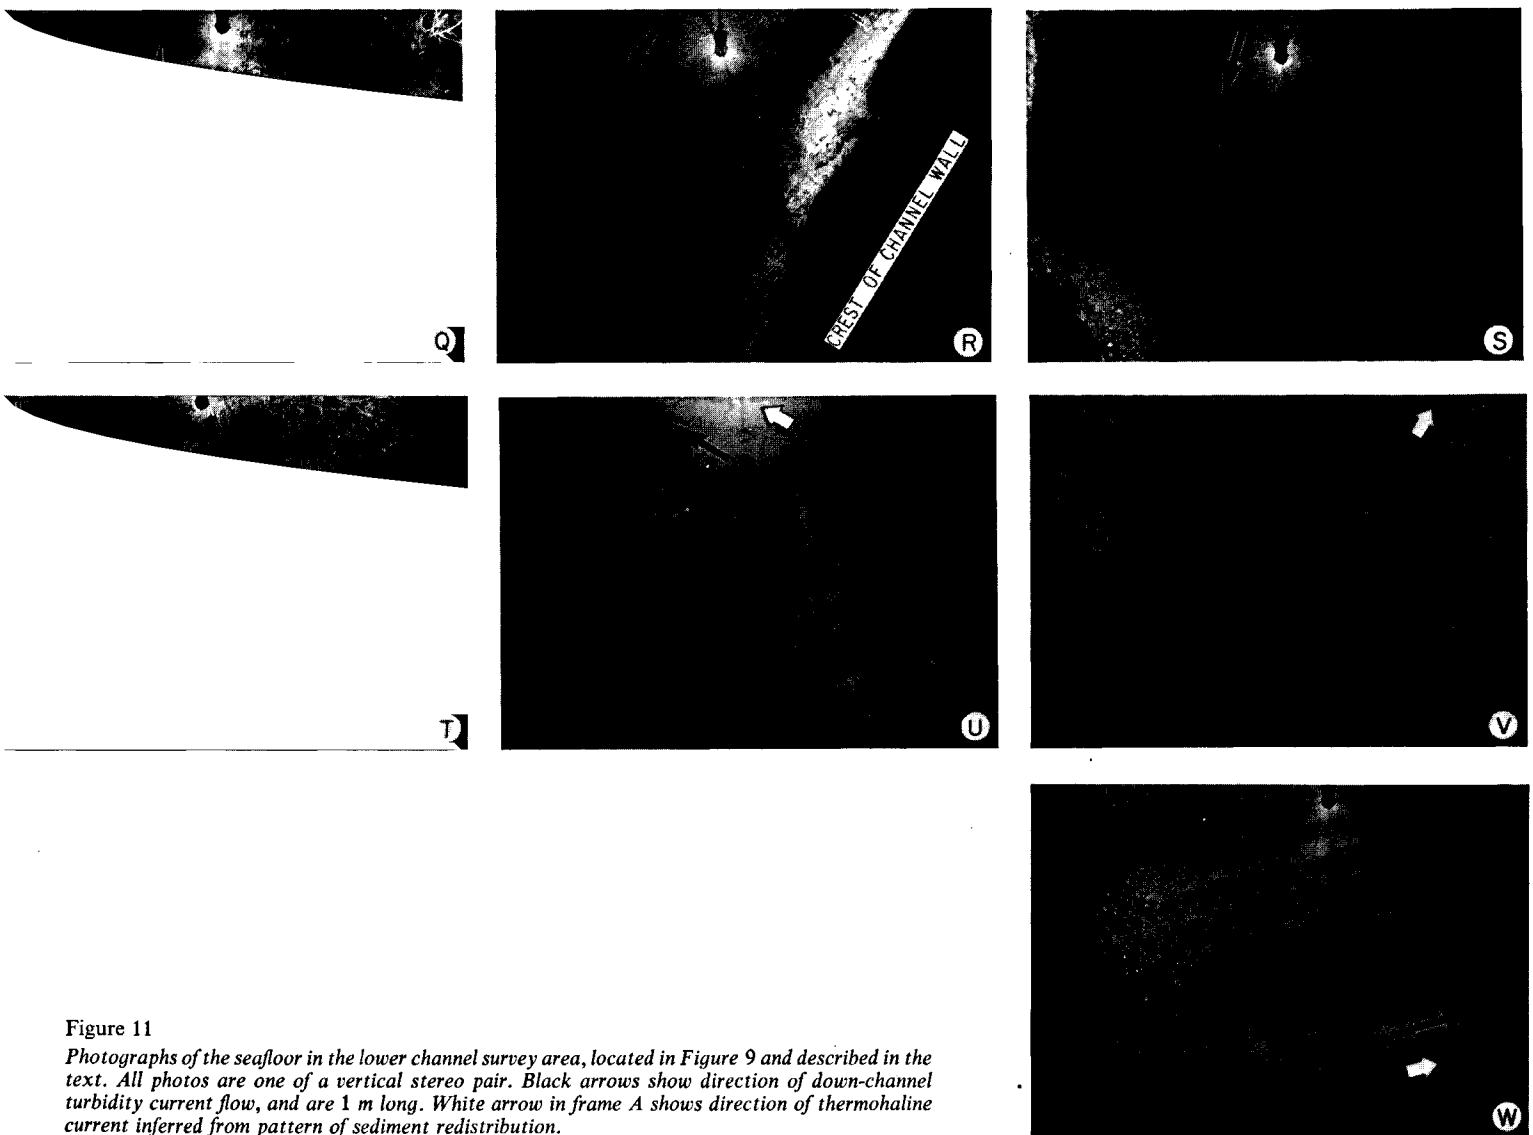 Q
R
CREST OF CHANNEL WALL
S
T
U
V
W
Figure 11
Photographs of the seafloor in the lower channel survey area, located in Figure 9 and described in the
text. All photos are one of a vertical stereo pair. Black arrows show direction of down-channel
turbidity current flow, and are 1 m long. White arrow in frame A shows direction of thermohaline
current inferred from pattern of sediment redistribution.